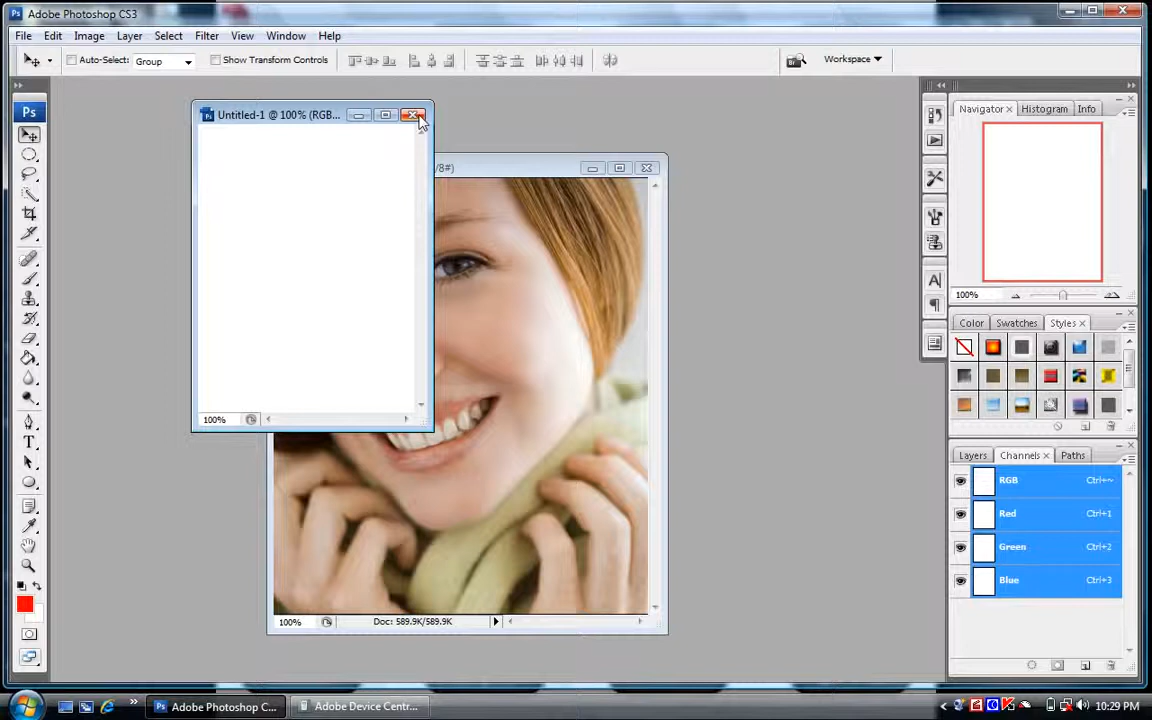 Ps Adobe Photoshop CS3
File Edit Image Layer Select Filter View Window Help
Auto-Select: Group Show Transform Controls Workspace
Ps
Untitled-1 @ 100% (RGB...
/8#)
100%
100% Doc: 589.9K/589.9K
Navigator Histogram Info
100%
Color Swatches Styles
Layers Channels Paths
RGB Ctrl+~
Red Ctrl+1
Green Ctrl+2
Blue Ctrl+3
Adobe Photoshop C... Adobe Device Centr... 10:29 PM